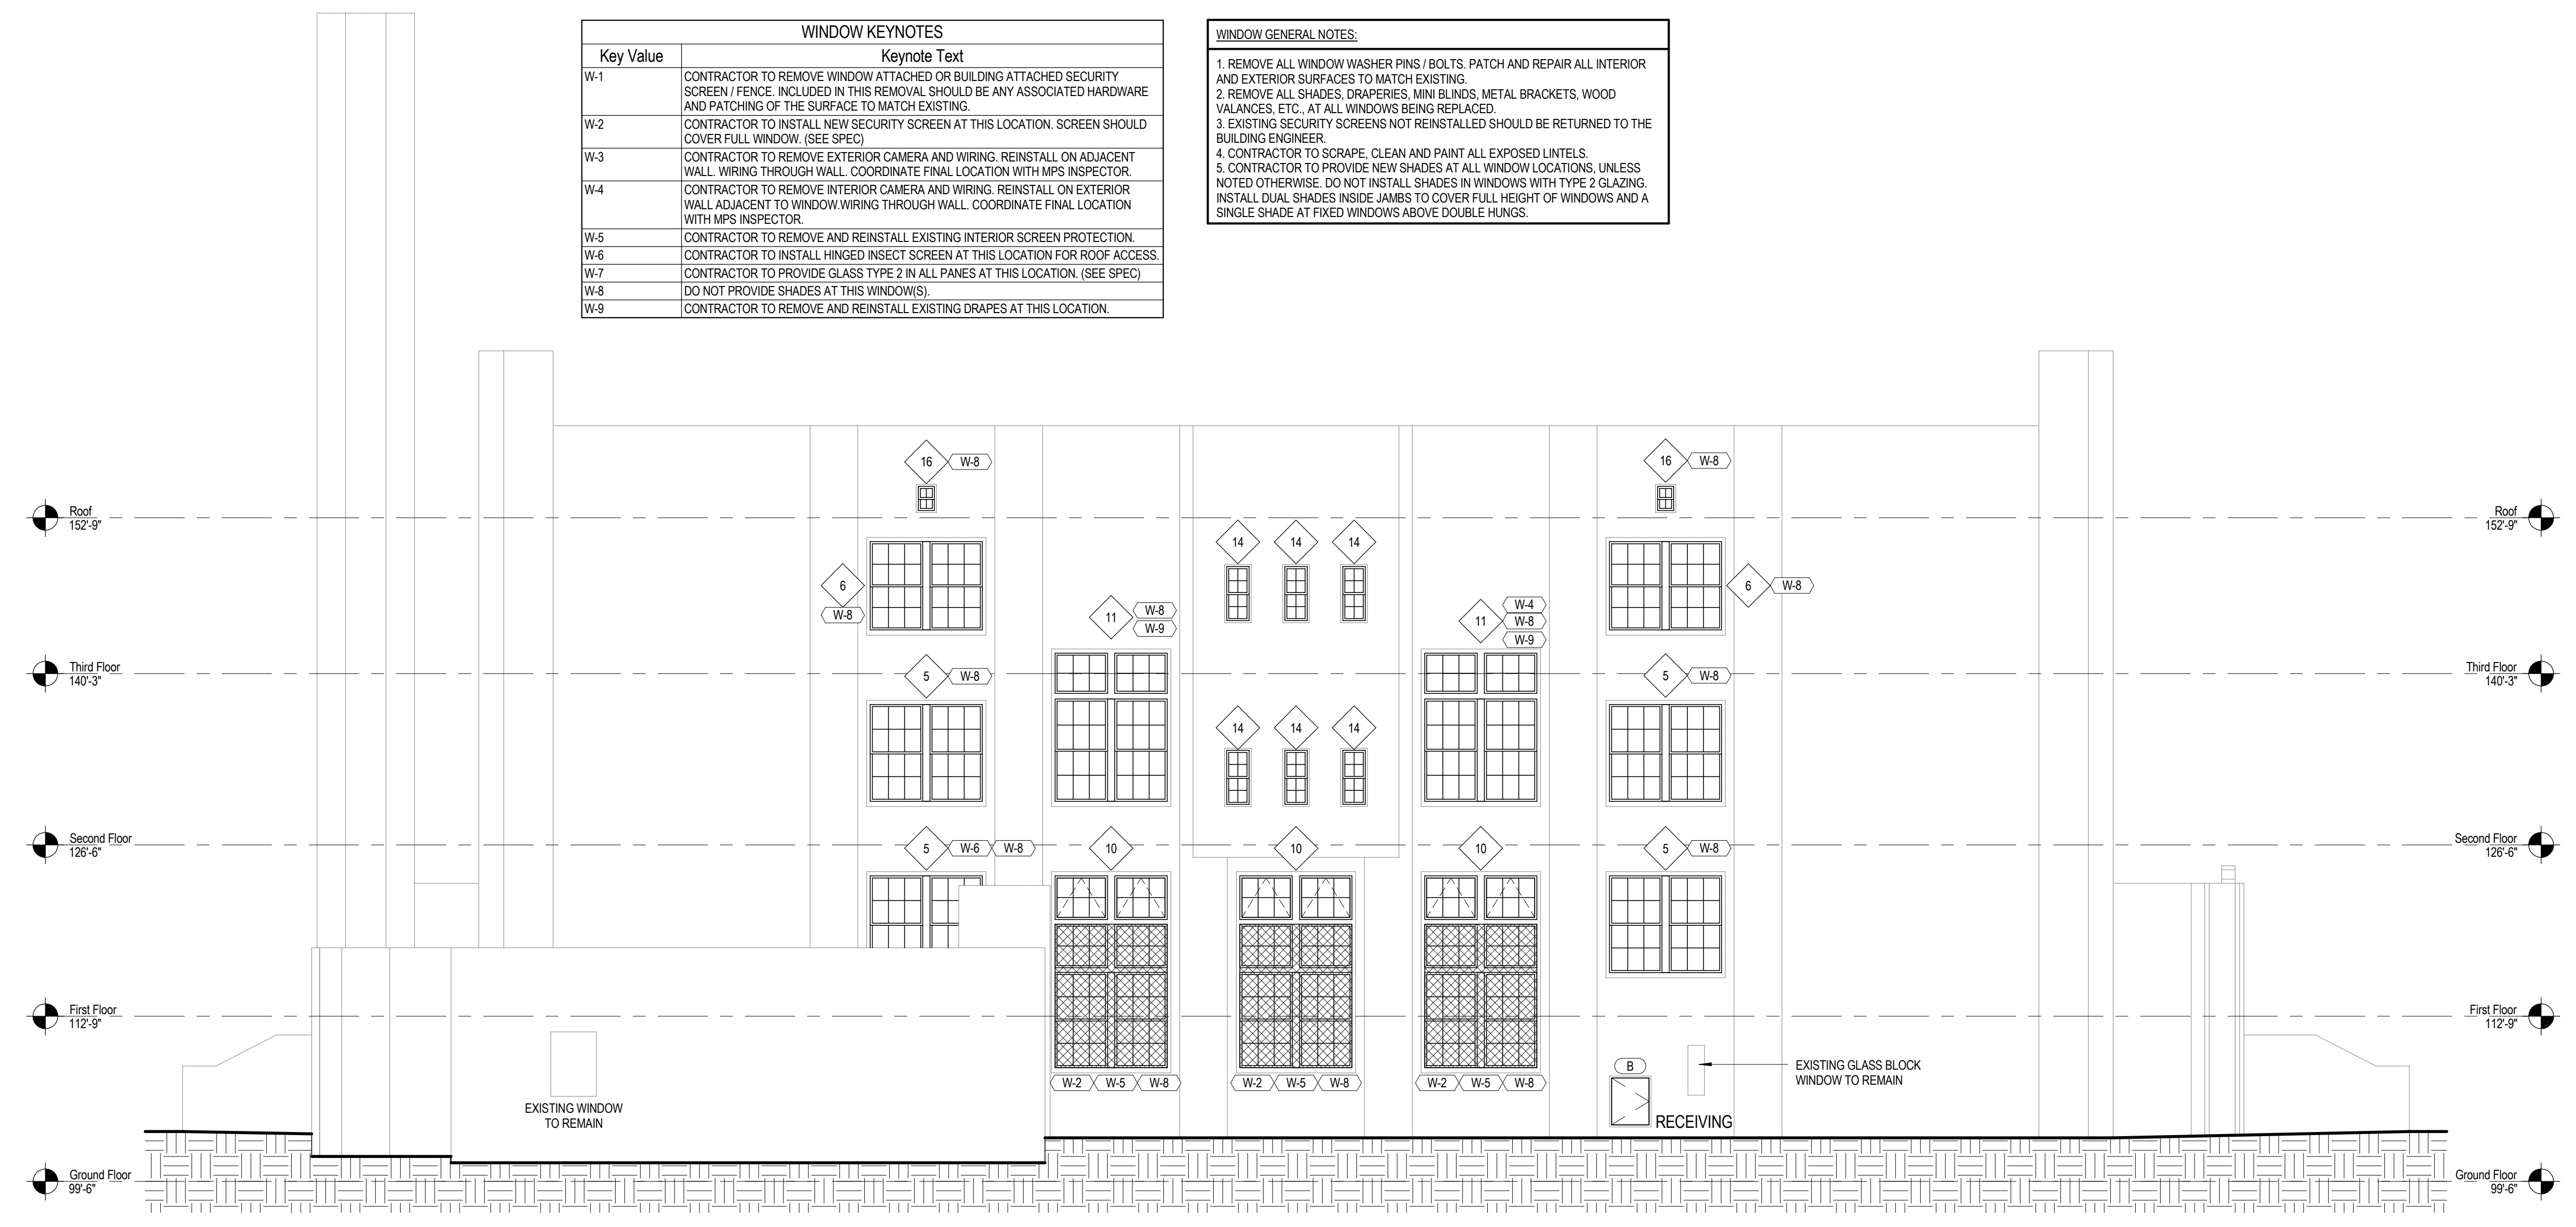 WINDOW KEYNOTES
Key Value Keynote Text
W-1 CONTRACTOR TO REMOVE WINDOW ATTACHED OR BUILDING ATTACHED SECURITY
SCREEN / FENCE. INCLUDED IN THIS REMOVAL SHOULD BE ANY ASSOCIATED HARDWARE
AND PATCHING OF THE SURFACE TO MATCH EXISTING.
W-2 CONTRACTOR TO INSTALL NEW SECURITY SCREEN AT THIS LOCATION. SCREEN SHOULD
COVER FULL WINDOW. (SEE SPEC)
W-3 CONTRACTOR TO REMOVE EXTERIOR CAMERA AND WIRING. REINSTALL ON ADJACENT
WALL. WIRING THROUGH WALL. COORDINATE FINAL LOCATION WITH MPS INSPECTOR.
W-4 CONTRACTOR TO REMOVE INTERIOR CAMERA AND WIRING. REINSTALL ON EXTERIOR
WALL ADJACENT TO WINDOW.WIRING THROUGH WALL. COORDINATE FINAL LOCATION
WITH MPS INSPECTOR.
W-5 CONTRACTOR TO REMOVE AND REINSTALL EXISTING INTERIOR SCREEN PROTECTION.
W-6 CONTRACTOR TO INSTALL HINGED INSECT SCREEN AT THIS LOCATION FOR ROOF ACCESS.
W-7 CONTRACTOR TO PROVIDE GLASS TYPE 2 IN ALL PANES AT THIS LOCATION. (SEE SPEC)
W-8 DO NOT PROVIDE SHADES AT THIS WINDOW(S).
W-9 CONTRACTOR TO REMOVE AND REINSTALL EXISTING DRAPES AT THIS LOCATION.
WINDOW GENERAL NOTES:
1. REMOVE ALL WINDOW WASHER PINS / BOLTS. PATCH AND REPAIR ALL INTERIOR
AND EXTERIOR SURFACES TO MATCH EXISTING.
2. REMOVE ALL SHADES, DRAPERIES, MINI BLINDS, METAL BRACKETS, WOOD
VALANCES, ETC., AT ALL WINDOWS BEING REPLACED.
3. EXISTING SECURITY SCREENS NOT REINSTALLED SHOULD BE RETURNED TO THE
BUILDING ENGINEER.
4. CONTRACTOR TO SCRAPE, CLEAN AND PAINT ALL EXPOSED LINTELS.
5. CONTRACTOR TO PROVIDE NEW SHADES AT ALL WINDOW LOCATIONS, UNLESS
NOTED OTHERWISE. DO NOT INSTALL SHADES IN WINDOWS WITH TYPE 2 GLAZING.
INSTALL DUAL SHADES INSIDE JAMBS TO COVER FULL HEIGHT OF WINDOWS AND A
SINGLE SHADE AT FIXED WINDOWS ABOVE DOUBLE HUNGS.
16 W-8 16 W-8
Roof Roof
152'-9" 152'-9"
14 14 14
6 6 W-8
W-8
11 W-8 W-9
11 W-4 W-8 W-9
Third Floor Third Floor
140'-3" 140'-3"
5 W-8 5 W-8
14 14 14
Second Floor Second Floor
126'-6" 126'-6"
5 W-6 W-8 10 10 10 5 W-8
First Floor First Floor
112'-9" 112'-9"
B
EXISTING GLASS BLOCK
WINDOW TO REMAIN
W-2 W-5 W-8 W-2 W-5 W-8 W-2 W-5 W-8
EXISTING WINDOW
TO REMAIN
RECEIVING
Ground Floor Ground Floor
99'-6" 99'-6"